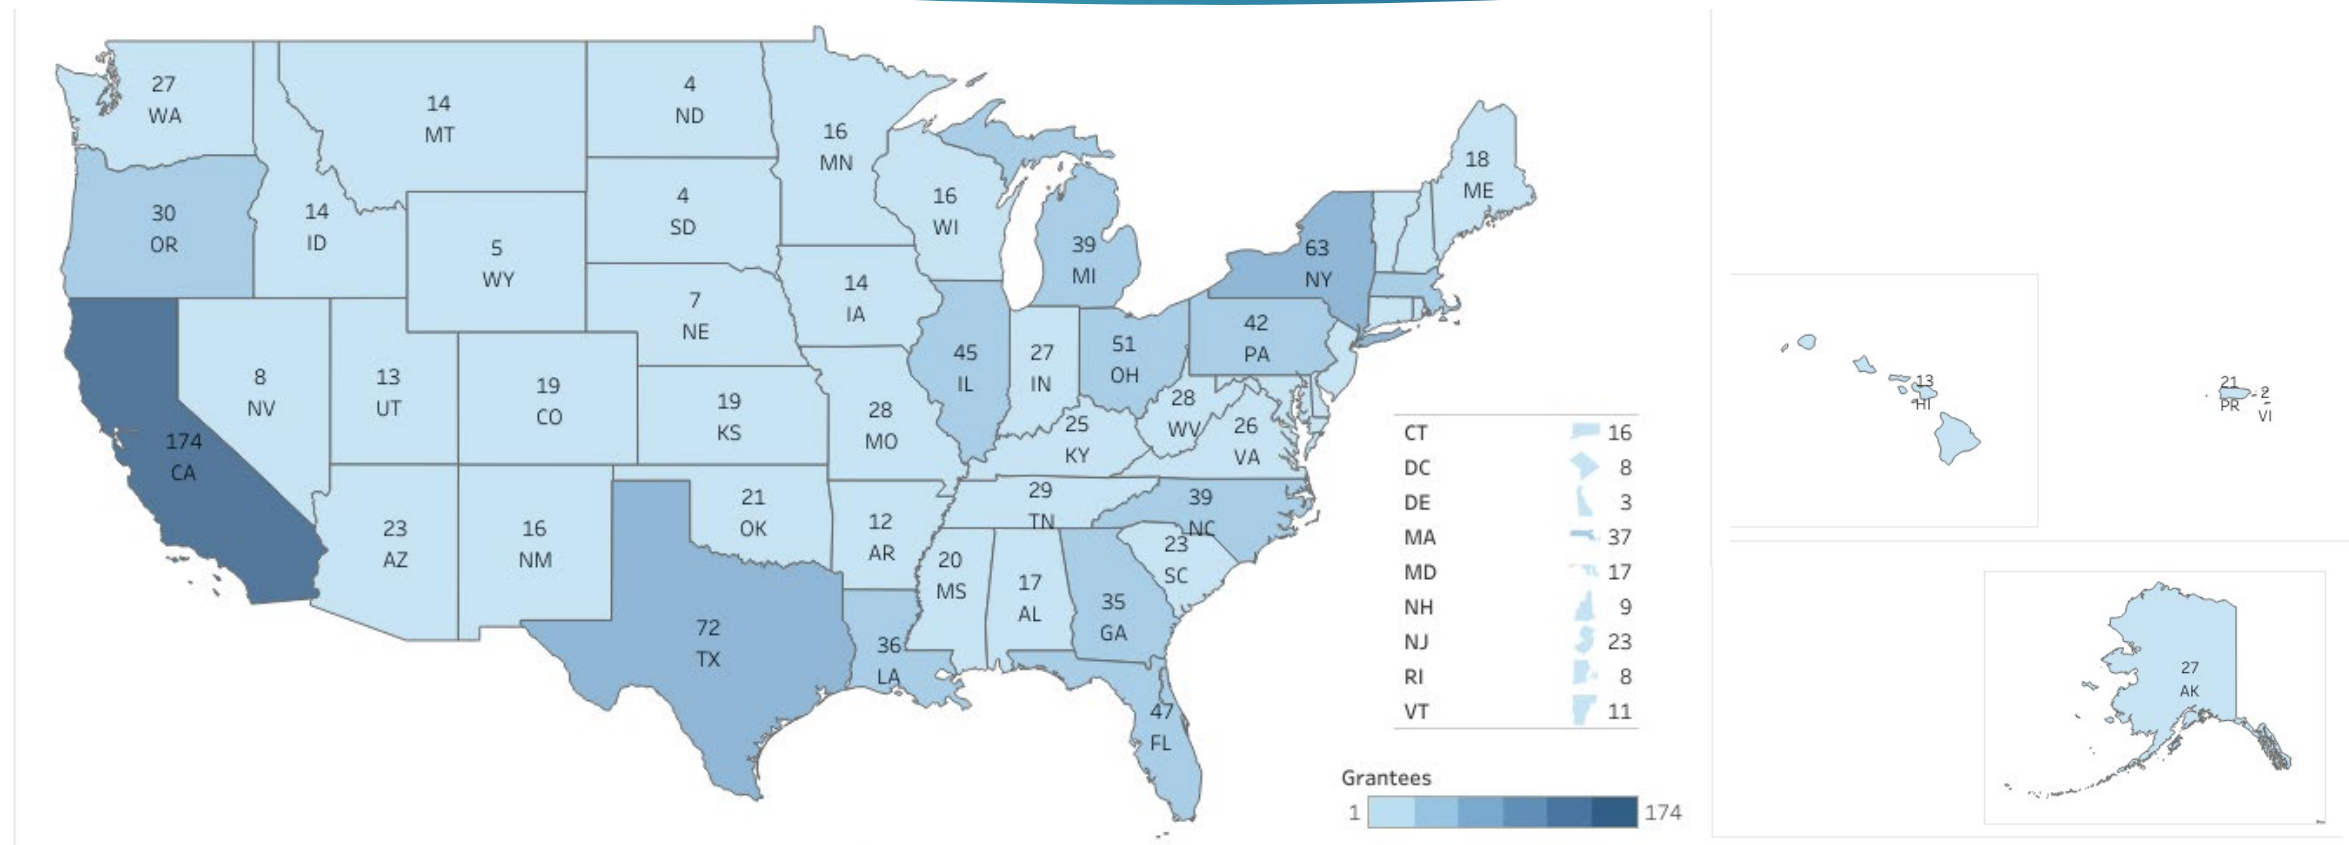 27
WA
14
MT
4
ND
16
MN
18
ME
30
OR
14
ID
5
WY
4
SD
16
WI
39
MI
63
NY
7
NE
14
IA
42
PA
8
NV
13
UT
19
CO
19
KS
28
MO
45
IL
27
IN
51
OH
28
WV
26
VA
25
KY
174
CA
23
AZ
16
NM
21
OK
12
AR
29
TN
39
NC
23
SC
20
MS
17
AL
35
GA
72
TX
36
LA
47
FL
CT 16
DC 8
DE 3
MA 37
MD 17
NH 9
NJ 23
RI 8
VT 11
Grantees
1 174
13
HI
21
PR
2
VI
27
AK